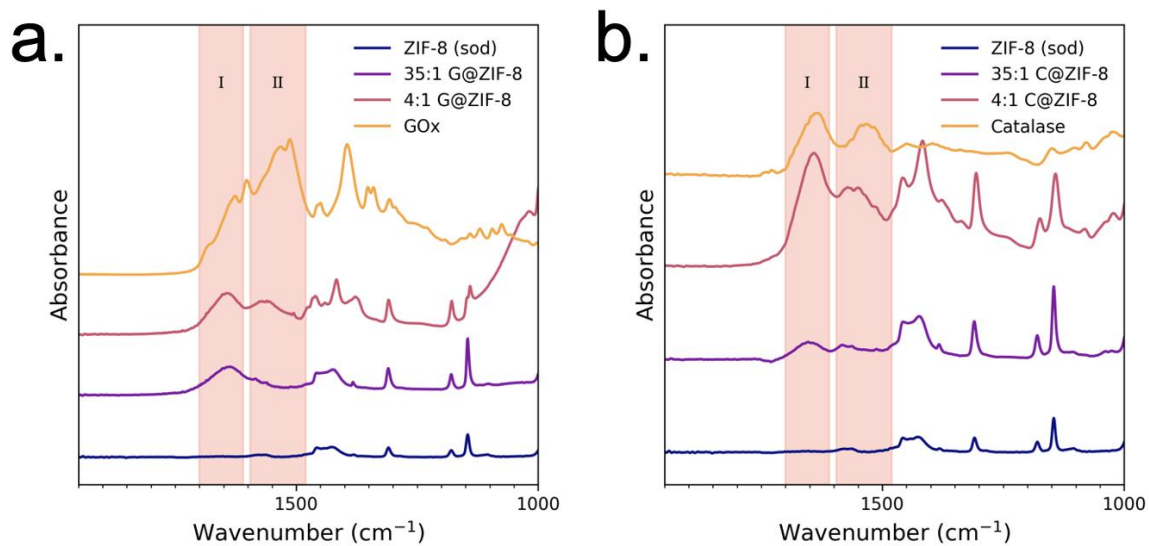 a.
I II
ZIF-8 (sod)
35:1 G@ZIF-8
4:1 G@ZIF-8
GOx
Absorbance
1500 1000
Wavenumber (cm⁻¹)
b.
I II
ZIF-8 (sod)
35:1 C@ZIF-8
4:1 C@ZIF-8
Catalase
Absorbance
1500 1000
Wavenumber (cm⁻¹)